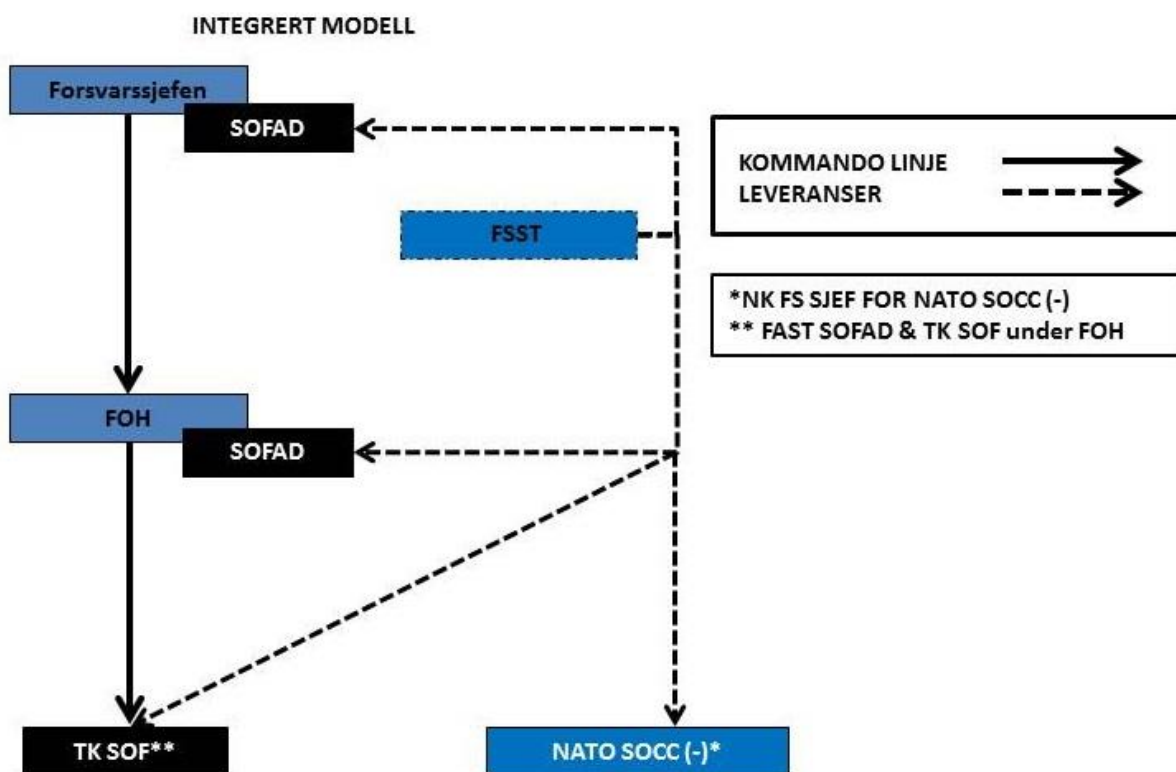 INTEGRERT MODELL
Forsvarssjefen
SOFAD
KOMMANDO LINJE
LEVERANSER
FSST
*NK FS SJEF FOR NATO SOCC (-)
** FAST SOFAD & TK SOF under FOH
FOH
SOFAD
TK SOF**
NATO SOCC (-)*